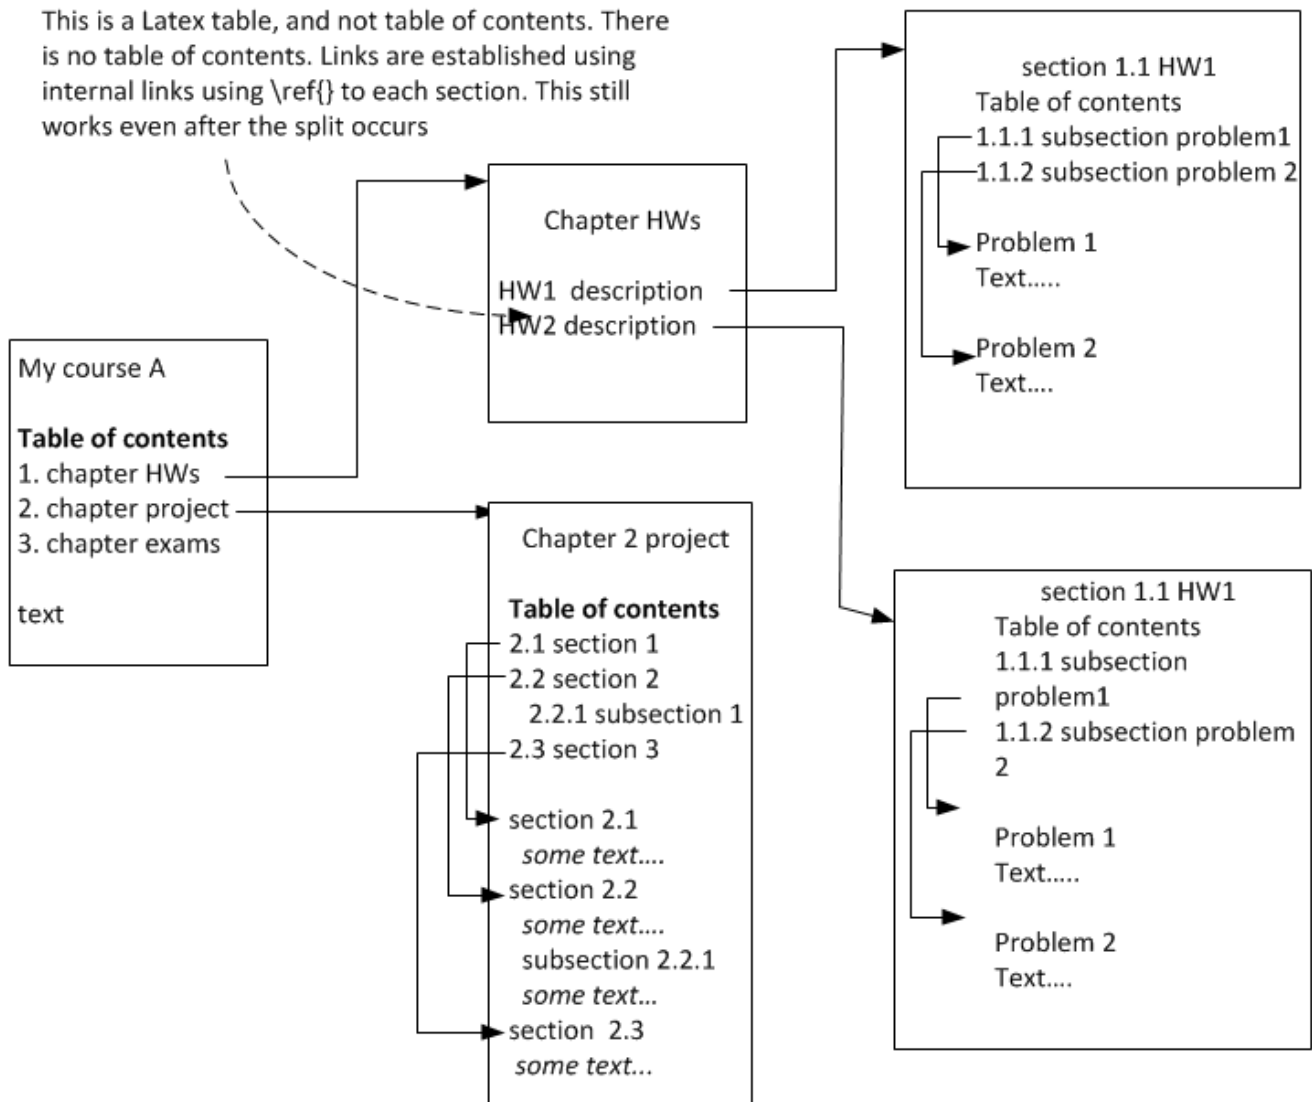 This is a Latex table, and not table of contents. There
is no table of contents. Links are established using
internal links using \ref{} to each section. This still
works even after the split occurs
My course A
Table of contents
1. chapter HWs
2. chapter project
3. chapter exams
text
Chapter HWs
HW1 description
HW2 description
Chapter 2 project
Table of contents
2.1 section 1
2.2 section 2
2.2.1 subsection 1
2.3 section 3
section 2.1
some text....
section 2.2
some text....
subsection 2.2.1
some text...
section 2.3
some text...
section 1.1 HW1
Table of contents
1.1.1 subsection problem1
1.1.2 subsection problem 2
Problem 1
Text.....
Problem 2
Text....
section 1.1 HW1
Table of contents
1.1.1 subsection
problem1
1.1.2 subsection problem
2
Problem 1
Text.....
Problem 2
Text....